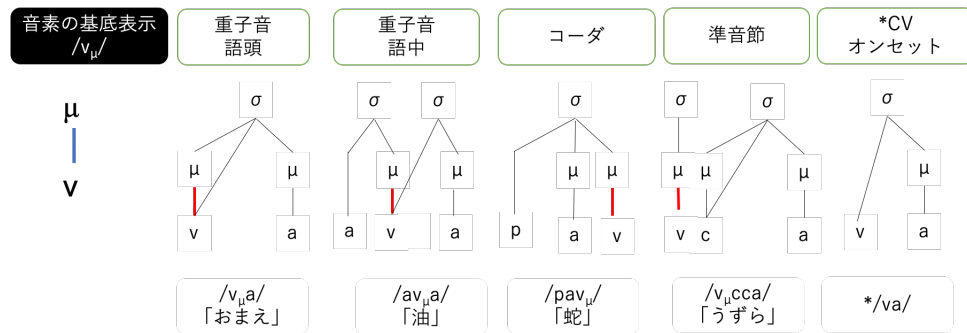 音素の基底表示
/vμ/
重子音
語頭
重子音
語中
コーダ
準音節
*CV
オンセット
μ
v
σ
μ
v
a
σ
σ
μ
μ
a
v
a
σ
μ
μ
p
a
v
σ
σ
μ
μ
μ
v
c
a
σ
μ
v
a
/vμa/
「おまえ」
/avμa/
「油」
/pavμ/
「蛇」
/vμcca/
「うずら」
*/va/